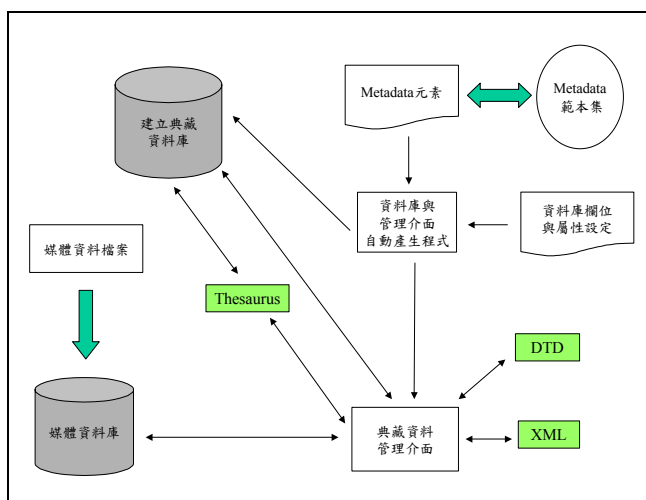 Metadata元素
Metadata
範本集
建立典藏
資料庫
資料庫與
管理介面
自動產生程式
資料庫欄位
與屬性設定
媒體資料檔案
Thesaurus
DTD
媒體資料庫
典藏資料
管理介面
XML